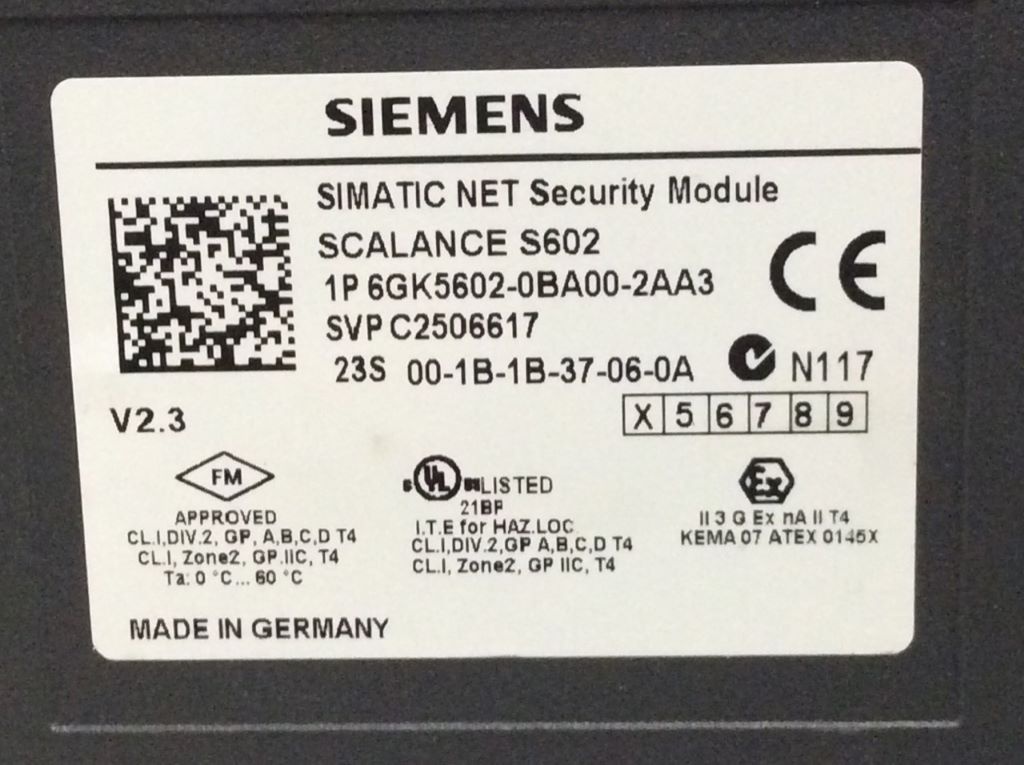 SIEMENS
SIMATIC NET Security Module
SCALANCE S602
1P 6GK5602-0BA00-2AA3
SVP C2506617
23S 00-1B-1B-37-06-0A N117
V2.3
X 5 6 7 8 9
CE
FM
APPROVED
CL.I,DIV.2, GP, A,B,C,D T4
CL.I, Zone2, GP.IIC, T4
Ta: 0 °C... 60 °C
UL LISTED
21BP
I.T.E for HAZ.LOC
CL.I,DIV.2,GP A,B,C,D T4
CL.I, Zone2, GP IIC, T4
Ex
II 3 G Ex nA II T4
KEMA 07 ATEX 0145X
MADE IN GERMANY